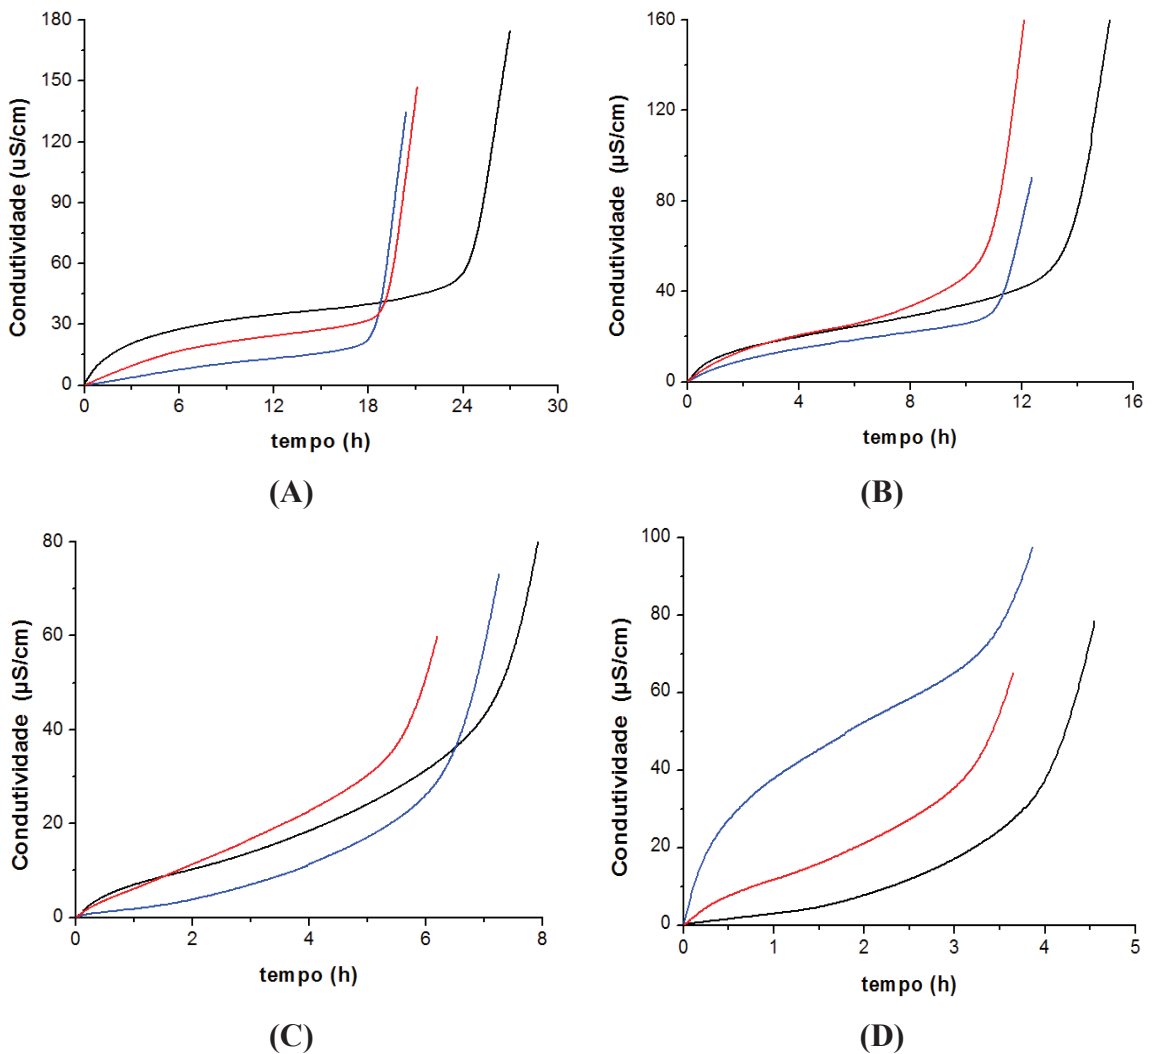 180
150
120
90
60
30
0
Condutividade (uS/cm)
0 6 12 18 24 30
tempo (h)
(A)
160
120
80
40
0
Condutividade (µS/cm)
0 4 8 12 16
tempo (h)
(B)
80
60
40
20
0
Condutividade (µS/cm)
0 2 4 6 8
tempo (h)
(C)
100
80
60
40
20
0
Condutividade (µS/cm)
0 1 2 3 4 5
tempo (h)
(D)